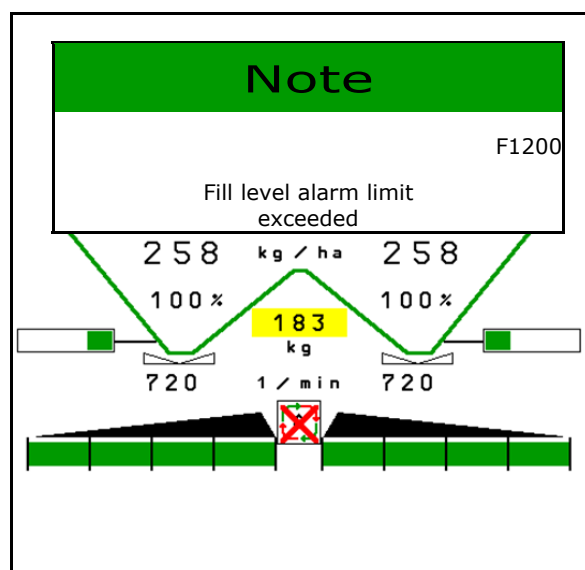 Note
F1200
Fill level alarm limit
exceeded
258 kg/ha 258
100% 100%
183
kg
720 1/min 720